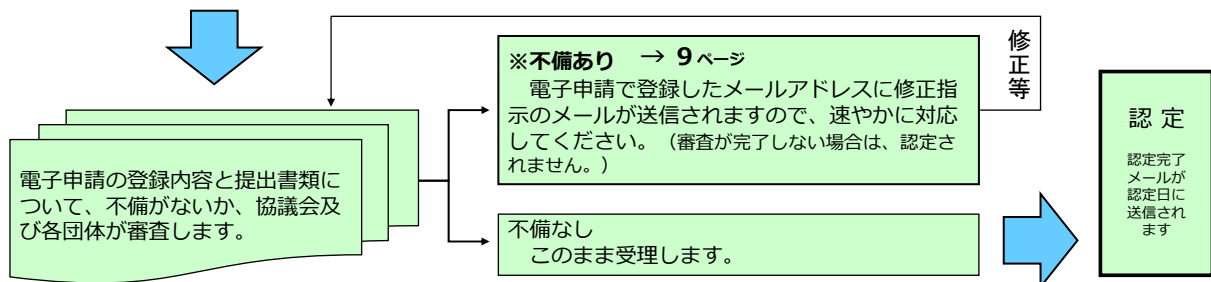 電子申請の登録内容と提出書類に
ついて、不備がないか、協議会及
び各団体が審査します。
※不備あり　→ 9ページ
　電子申請で登録したメールアドレスに修正指
示のメールが送信されますので、速やかに対応
してください。（審査が完了しない場合は、認定さ
れません。）
修正等
不備なし
　このまま受理します。
認 定
認定完了
メールが
認定日に
送信され
ます